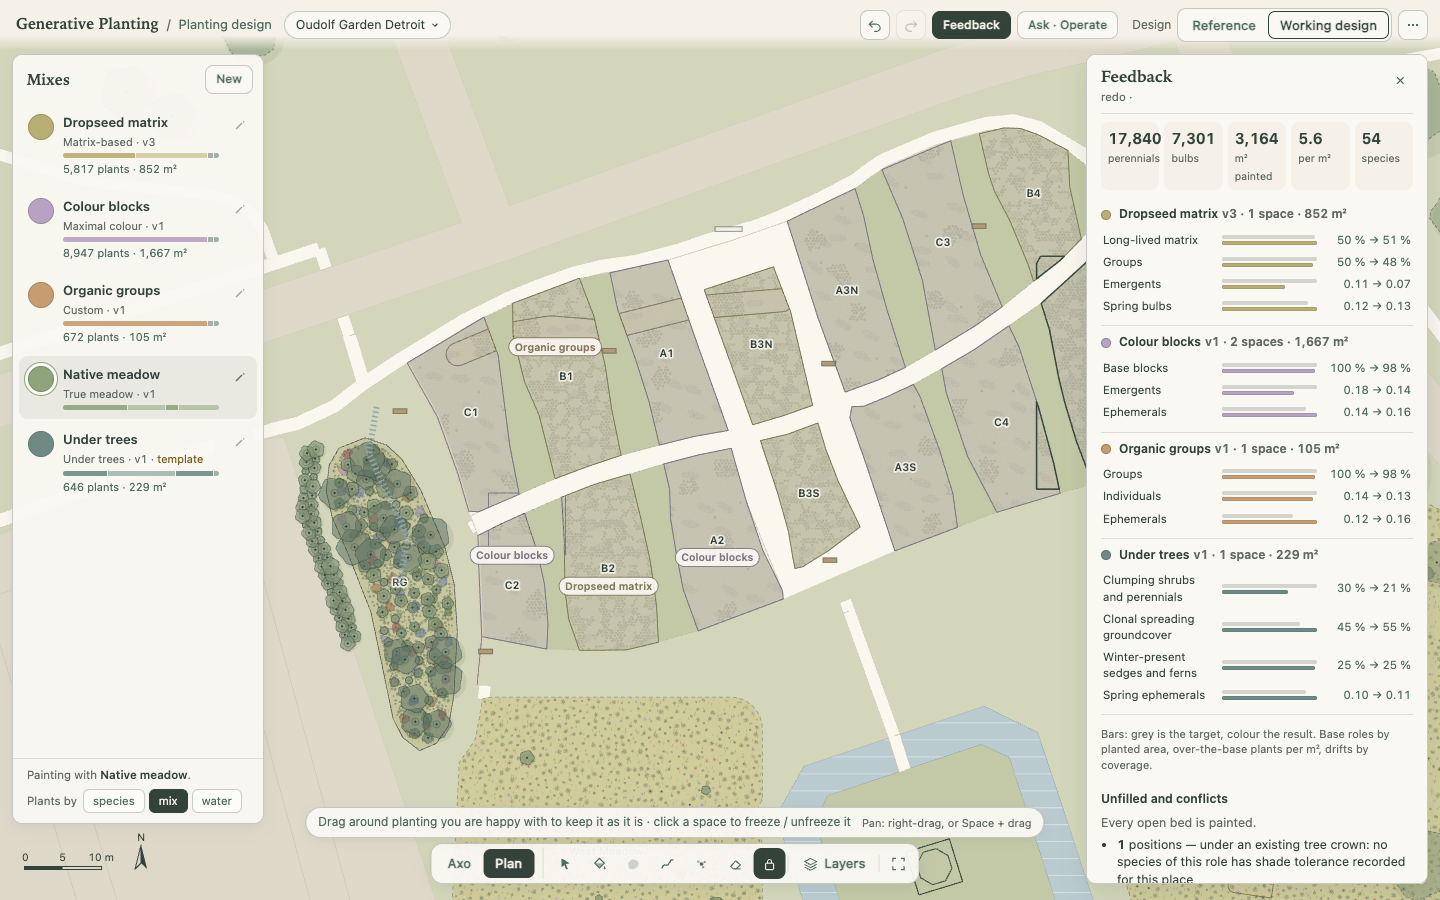 Generative Planting / Planting design
Oudolf Garden Detroit
Feedback
Ask · Operate
Design
Reference
Working design
Mixes
New
Dropseed matrix
Matrix-based · v3
5,817 plants · 852 m²
Colour blocks
Maximal colour · v1
8,947 plants · 1,667 m²
Organic groups
Custom · v1
672 plants · 105 m²
Native meadow
True meadow · v1
Under trees
Under trees · v1 · template
646 plants · 229 m²
Painting with Native meadow.
Plants by
species
mix
water
0 5 10 m
N
B4
C3
A3N
B3N
A1
Organic groups
B1
C1
C4
A3S
B3S
A2
Colour blocks
Colour blocks
B2
Dropseed matrix
C2
RG
Drag around planting you are happy with to keep it as it is · click a space to freeze / unfreeze it
Pan: right-drag, or Space + drag
Axo
Plan
Layers
Feedback
redo ·
17,840
perennials
7,301
bulbs
3,164
m²
painted
5.6
per m²
54
species
Dropseed matrix v3 · 1 space · 852 m²
Long-lived matrix 50 % → 51 %
Groups 50 % → 48 %
Emergents 0.11 → 0.07
Spring bulbs 0.12 → 0.13
Colour blocks v1 · 2 spaces · 1,667 m²
Base blocks 100 % → 98 %
Emergents 0.18 → 0.14
Ephemerals 0.14 → 0.16
Organic groups v1 · 1 space · 105 m²
Groups 100 % → 98 %
Individuals 0.14 → 0.13
Ephemerals 0.12 → 0.16
Under trees v1 · 1 space · 229 m²
Clumping shrubs
and perennials 30 % → 21 %
Clonal spreading
groundcover 45 % → 55 %
Winter-present
sedges and ferns 25 % → 25 %
Spring ephemerals 0.10 → 0.11
Bars: grey is the target, colour the result. Base roles by
planted area, over-the-base plants per m², drifts by
coverage.
Unfilled and conflicts
Every open bed is painted.
• 1 positions — under an existing tree crown: no
species of this role has shade tolerance recorded
for this place